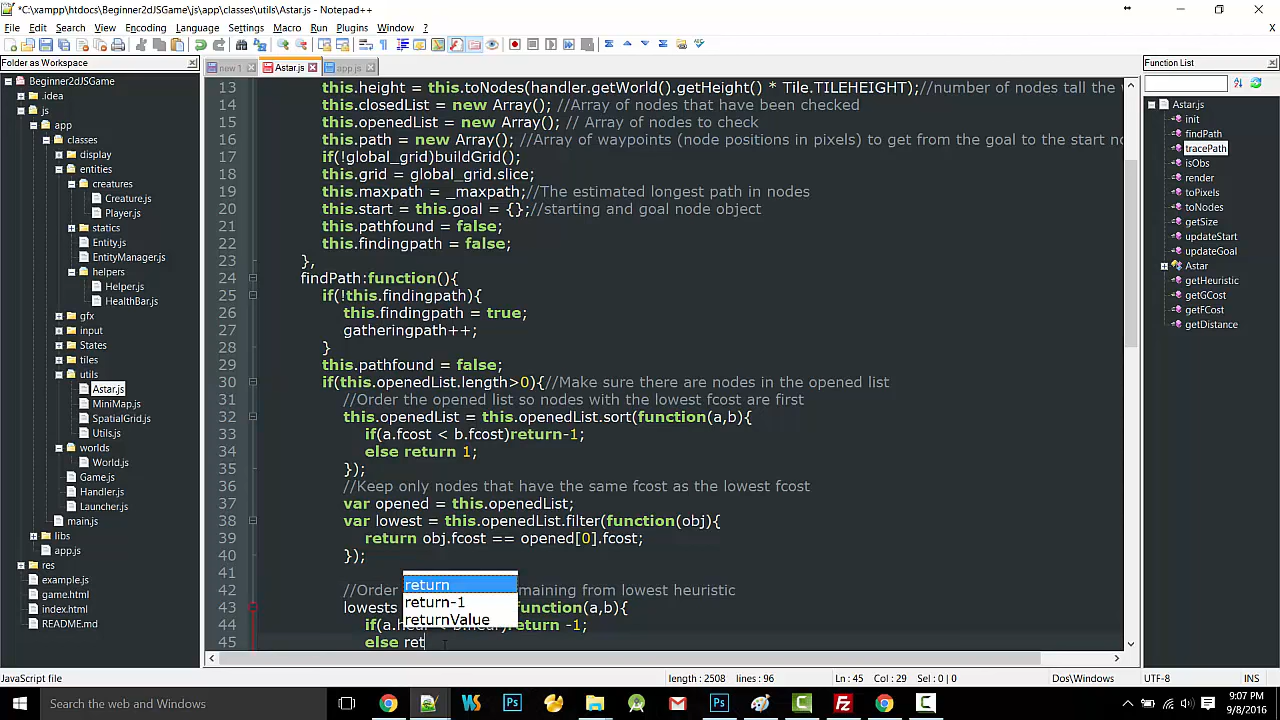 *C:\xampp\htdocs\Beginner2dJSGame\js\app\classes\utils\Astar.js - Notepad++
File Edit Search View Encoding Language Settings Macro Run Plugins Window ?
X
Folder as Workspace
new 1
Astar.js
app.js
Function List
Beginner2dJSGame
.idea
js
app
classes
display
entities
creatures
Creature.js
Player.js
statics
Entity.js
EntityManager.js
helpers
Helper.js
HealthBar.js
gfx
input
States
tiles
utils
Astar.js
MiniMap.js
SpatialGrid.js
Utils.js
worlds
World.js
Game.js
Handler.js
Launcher.js
main.js
libs
app.js
res
example.js
game.html
index.html
README.md
13 this.height = this.toNodes(handler.getWorld().getHeight() * Tile.TILEHEIGHT);//number of nodes tall the
14 this.closedList = new Array(); //Array of nodes that have been checked
15 this.openedList = new Array(); // Array of nodes to check
16 this.path = new Array(); //Array of waypoints (node positions in pixels) to get from the goal to the start
17 if(!global_grid)buildGrid();
18 this.grid = global_grid.slice;
19 this.maxpath = _maxpath;//The estimated longest path in nodes
20 this.start = this.goal = {};//starting and goal node object
21 this.pathfound = false;
22 this.findingpath = false;
23 },
24 findPath:function(){
25 if(!this.findingpath){
26 this.findingpath = true;
27 gatheringpath++;
28 }
29 this.pathfound = false;
30 if(this.openedList.length>0){//Make sure there are nodes in the opened list
31 //Order the opened list so nodes with the lowest fcost are first
32 this.openedList = this.openedList.sort(function(a,b){
33 if(a.fcost < b.fcost)return-1;
34 else return 1;
35 });
36 //Keep only nodes that have the same fcost as the lowest fcost
37 var opened = this.openedList;
38 var lowest = this.openedList.filter(function(obj){
39 return obj.fcost == opened[0].fcost;
40 });
41
42 //Order maining from lowest heuristic
43 lowests function(a,b){
44 return -1;
45 else ret
return
return-1
returnValue
Astar.js
init
findPath
tracePath
isObs
render
toPixels
toNodes
getSize
updateStart
updateGoal
Astar
getHeuristic
getGCost
getFCost
getDistance
JavaScript file
length : 2508 lines : 96
Ln : 45 Col : 29 Sel : 0 | 0
Dos\Windows
UTF-8
INS
Search the web and Windows
9:07 PM
9/8/2016